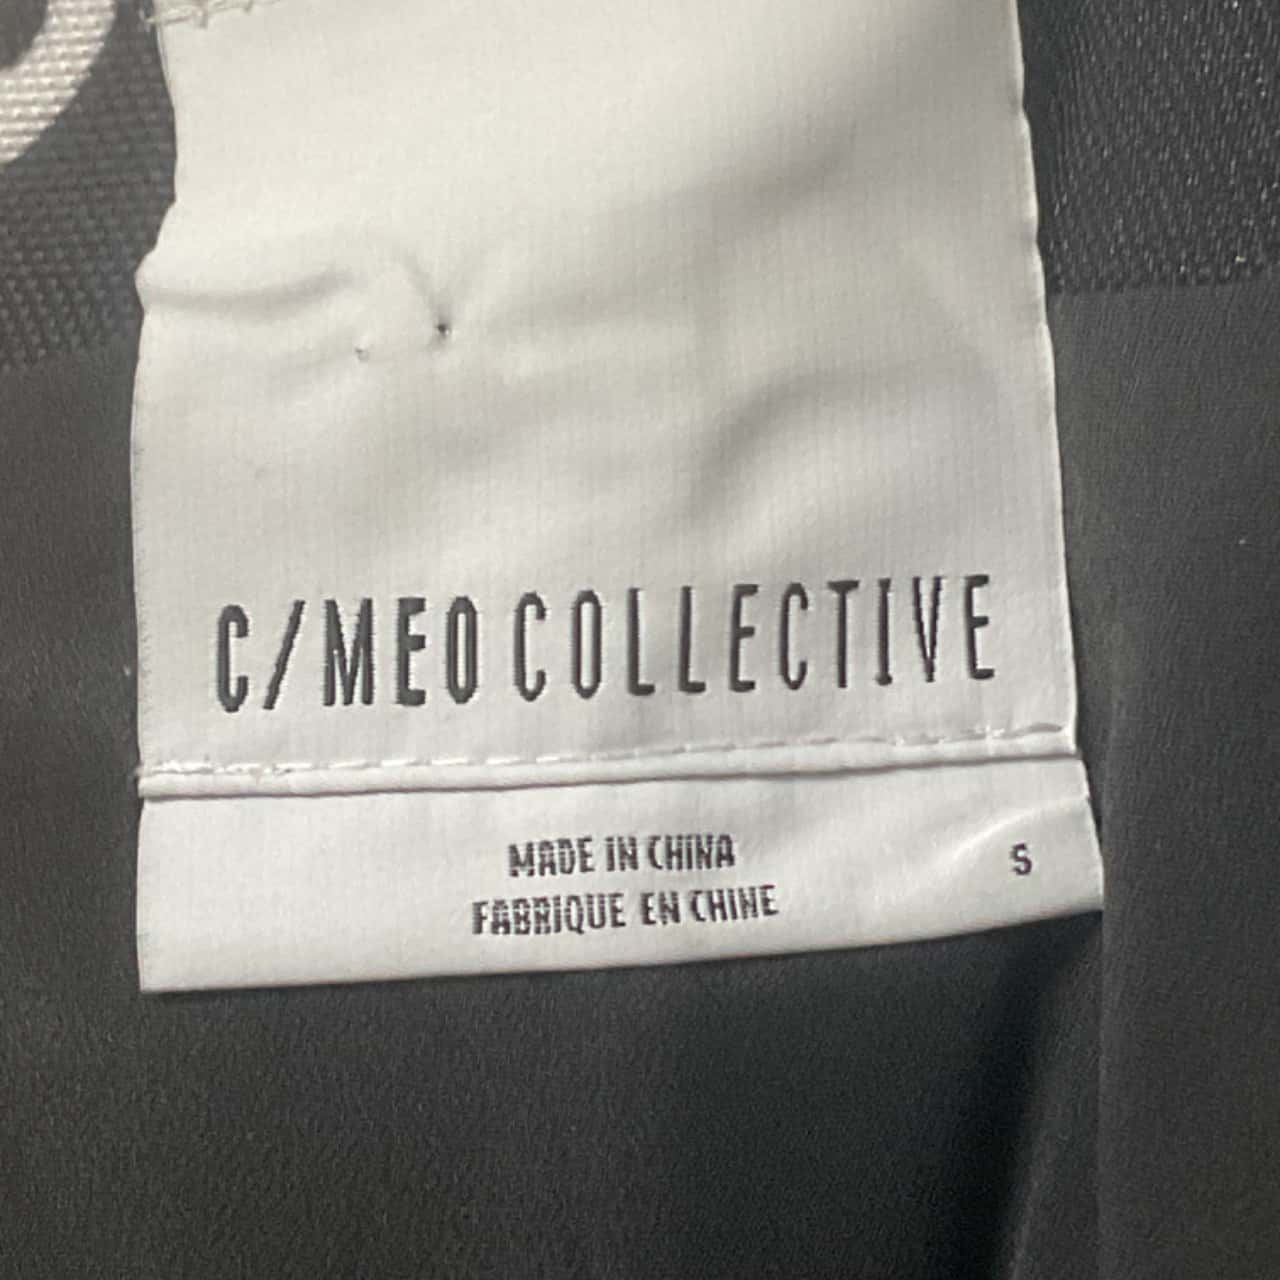 C/MEO COLLECTIVE
MADE IN CHINA
S
FABRIQUE EN CHINE